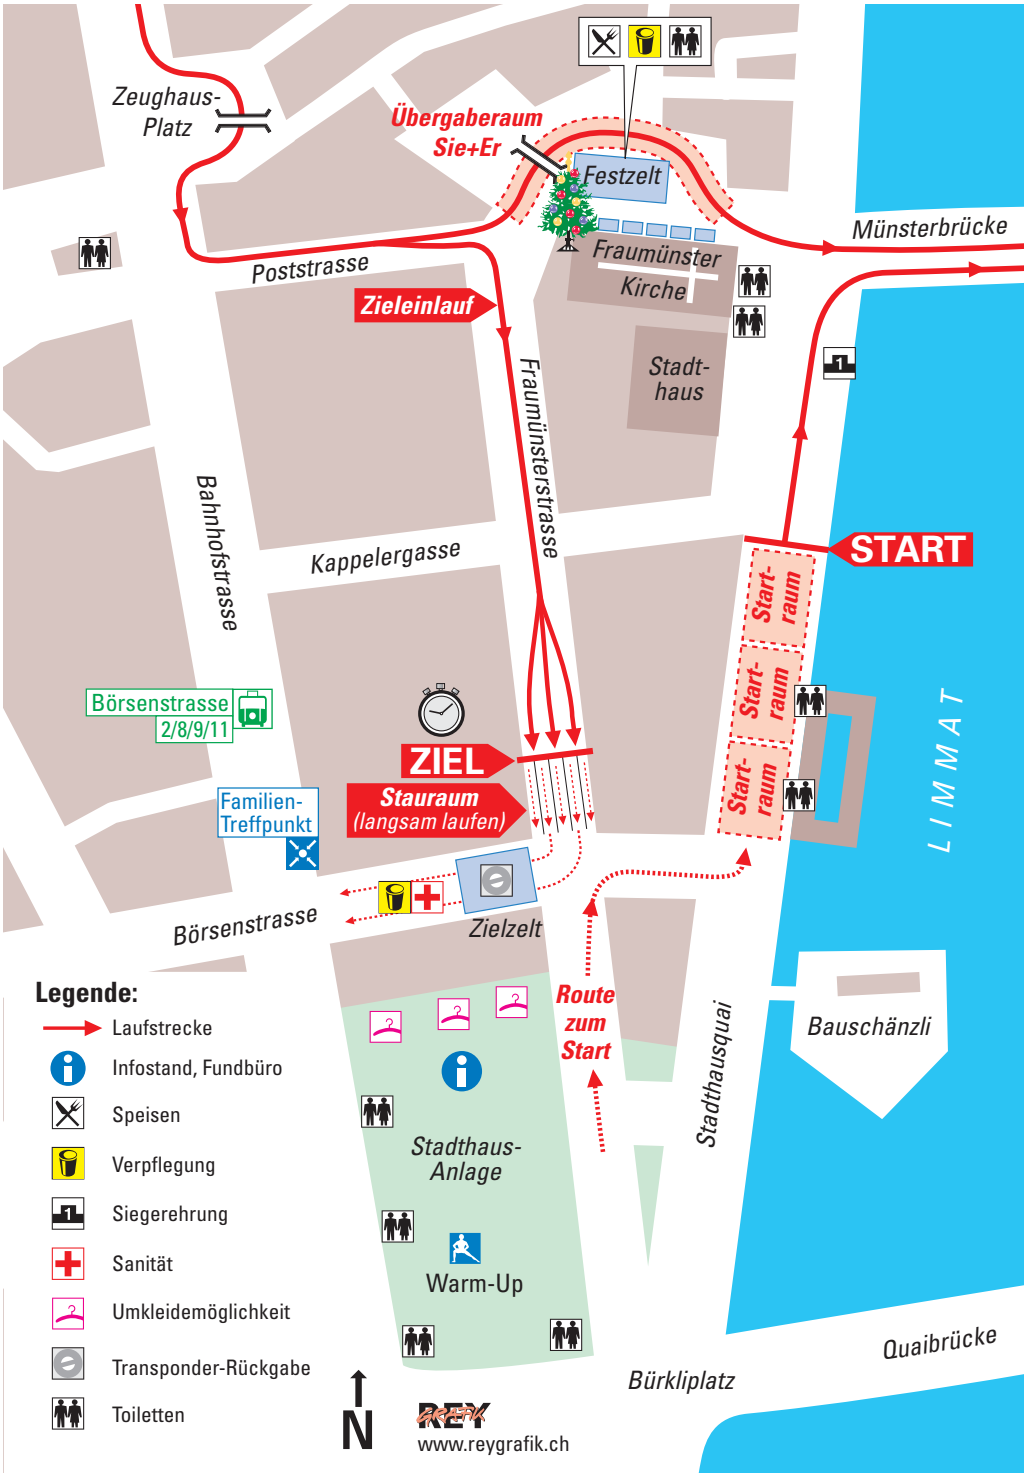 Zeughaus-
Platz
Übergaberaum
Sie+Er
Festzelt
Münsterbrücke
Poststrasse
Fraumünster
Kirche
Zieleinlauf
Stadt-
haus
Fraumünsterstrasse
Bahnhofstrasse
Kappelergasse
START
Start-
raum
Start-
raum
Start-
raum
Börsenstrasse
2/8/9/11
LIMMAT
ZIEL
Stauraum
(langsam laufen)
Familien-
Treffpunkt
Börsenstrasse
Zielzelt
Route
zum
Start
Stadthausquai
Bauschänzli
Stadthaus-
Anlage
Warm-Up
Quaibrücke
Bürkliplatz
Legende:
Laufstrecke
Infostand, Fundbüro
Speisen
Verpflegung
1
Siegerehrung
Sanität
Umkleidemöglichkeit
Transponder-Rückgabe
Toiletten
N
REY
GRAFIK
www.reygrafik.ch
1